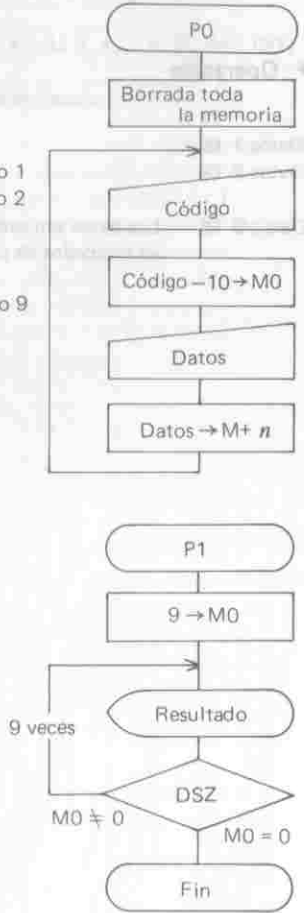 P0
Borrada toda
la memoria
o 1
o 2
Código
Código－10→M0
o 9
Datos
Datos → M+ n
P1
9 → M0
Resultado
9 veces
DSZ
M0 ≠ 0
M0 = 0
Fin